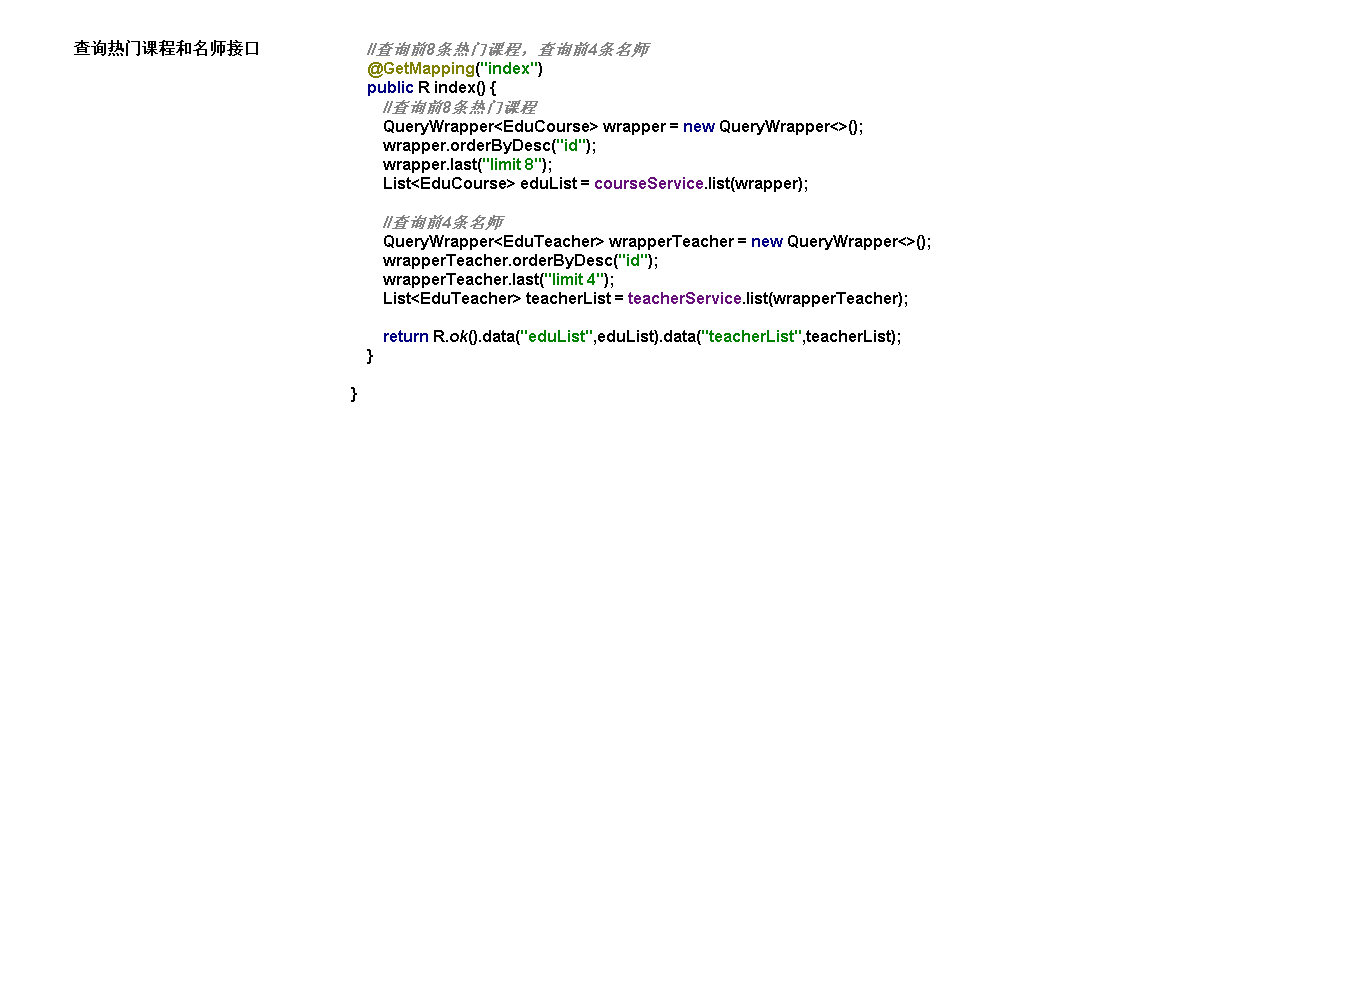 查询热门课程和名师接口
//查询前8条热门课程，查询前4条名师
@GetMapping("index")
public R index() {
//查询前8条热门课程
QueryWrapper<EduCourse> wrapper = new QueryWrapper<>();
wrapper.orderByDesc("id");
wrapper.last("limit 8");
List<EduCourse> eduList = courseService.list(wrapper);
//查询前4条名师
QueryWrapper<EduTeacher> wrapperTeacher = new QueryWrapper<>();
wrapperTeacher.orderByDesc("id");
wrapperTeacher.last("limit 4");
List<EduTeacher> teacherList = teacherService.list(wrapperTeacher);
return R.ok().data("eduList",eduList).data("teacherList",teacherList);
}
}